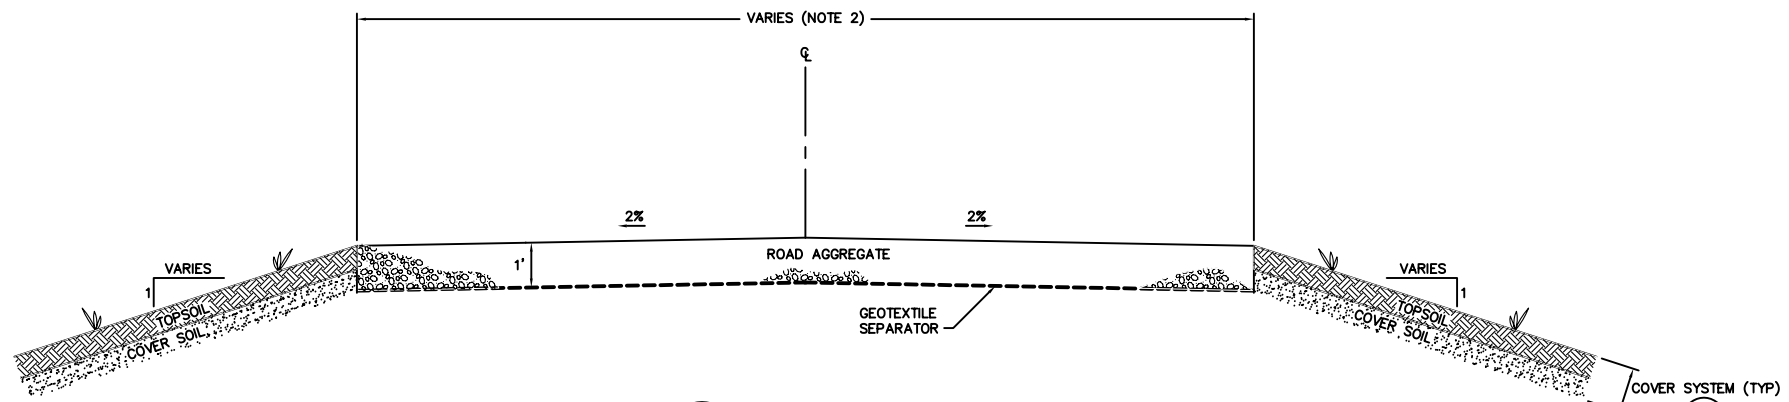 VARIES (NOTE 2)
℄
2%
2%
ROAD AGGREGATE
1'
VARIES
1
VARIES
1
GEOTEXTILE
SEPARATOR
TOPSOIL
COVER SOIL
TOPSOIL
COVER SOIL
COVER SYSTEM (TYP)